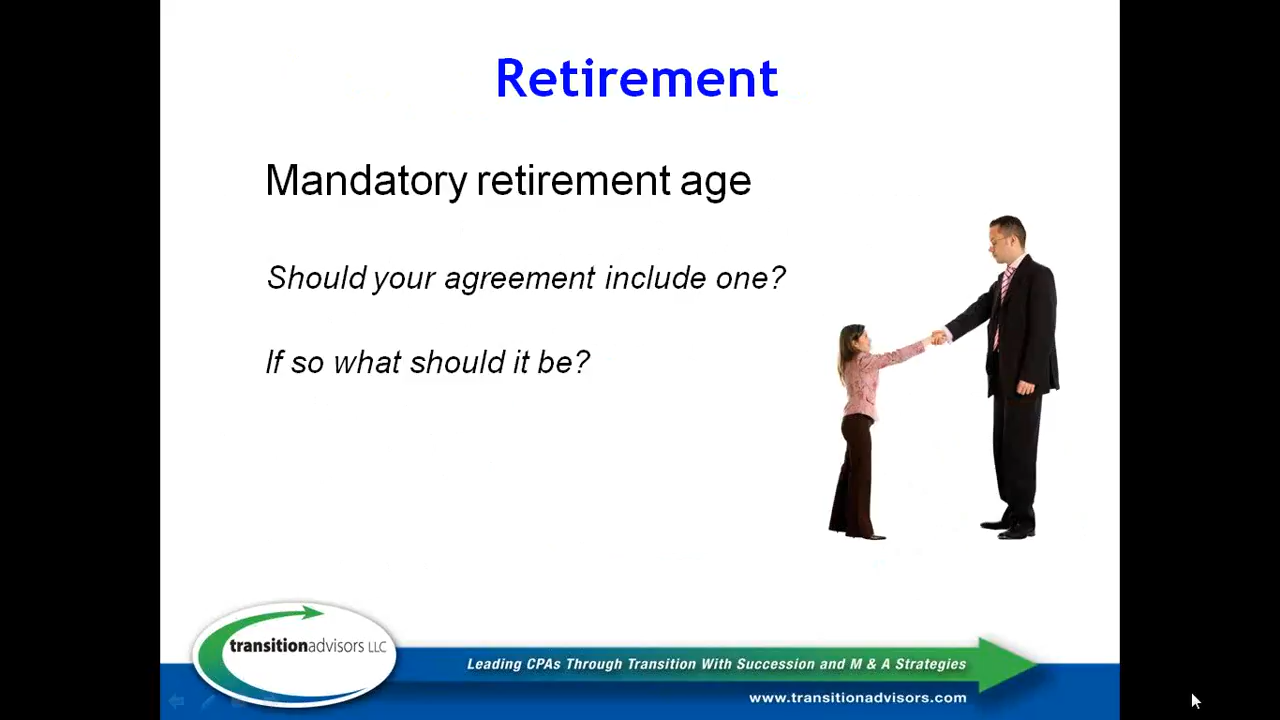 Retirement
Mandatory retirement age
Should your agreement include one?
If so what should it be?
transitionadvisors LLC
Leading CPAs Through Transition With Succession and M & A Strategies
www.transitionadvisors.com